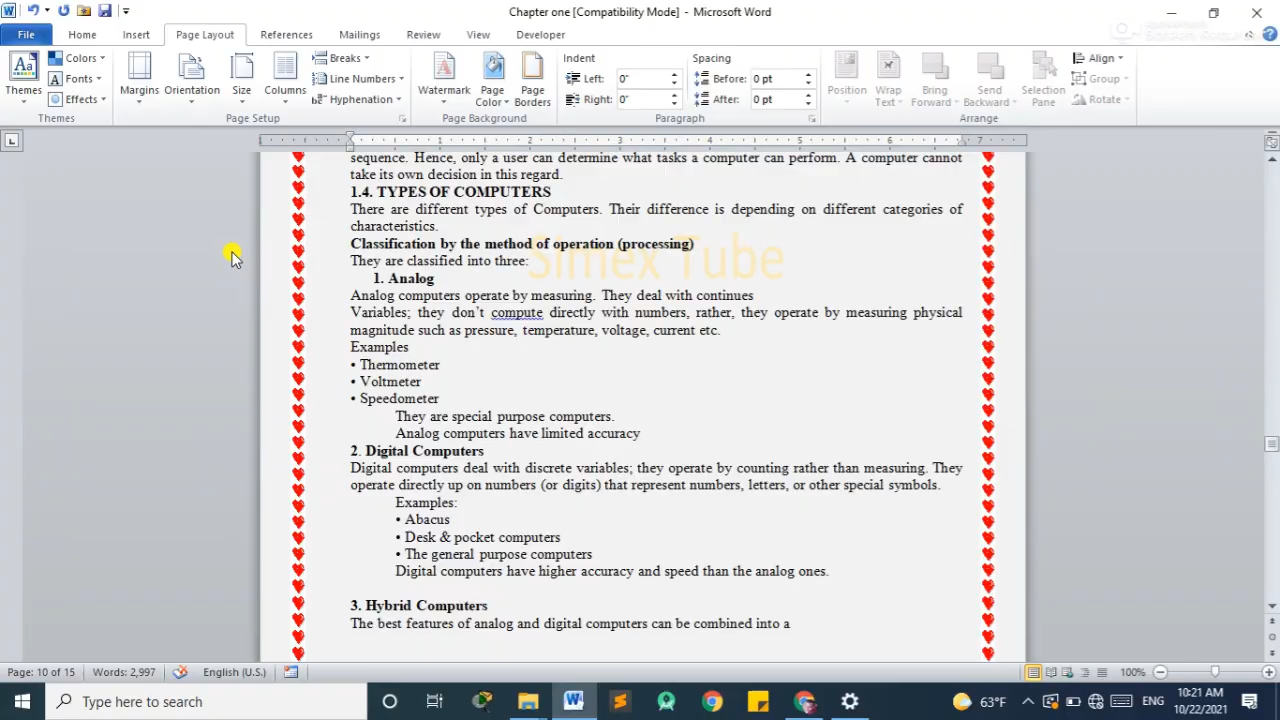 Chapter one [Compatibility Mode] - Microsoft Word
File Home Insert Page Layout References Mailings Review View Developer
Colors Breaks Indent Spacing Align
Fonts Line Numbers Left: 0" Before: 0 pt Group
Themes Margins Orientation Size Columns Watermark Page Color Page Borders Position Wrap Text Bring Forward Send Backward Selection Pane
Effects Hyphenation Right: 0" After: 0 pt Rotate
Themes Page Setup Page Background Paragraph Arrange
1 1 2 3 4 5 6 7
sequence. Hence, only a user can determine what tasks a computer can perform. A computer cannot
take its own decision in this regard.
1.4. TYPES OF COMPUTERS
There are different types of Computers. Their difference is depending on different categories of
characteristics.
Classification by the method of operation (processing)
Simex Tube
They are classified into three:
1. Analog
Analog computers operate by measuring. They deal with continues
Variables; they don’t compute directly with numbers, rather, they operate by measuring physical
magnitude such as pressure, temperature, voltage, current etc.
Examples
• Thermometer
• Voltmeter
• Speedometer
They are special purpose computers.
Analog computers have limited accuracy
2. Digital Computers
Digital computers deal with discrete variables; they operate by counting rather than measuring. They
operate directly up on numbers (or digits) that represent numbers, letters, or other special symbols.
Examples:
• Abacus
• Desk & pocket computers
• The general purpose computers
Digital computers have higher accuracy and speed than the analog ones.
3. Hybrid Computers
The best features of analog and digital computers can be combined into a
Page: 10 of 15 Words: 2,997 English (U.S.) 100%
Type here to search 63°F ENG 10:21 AM
10/22/2021